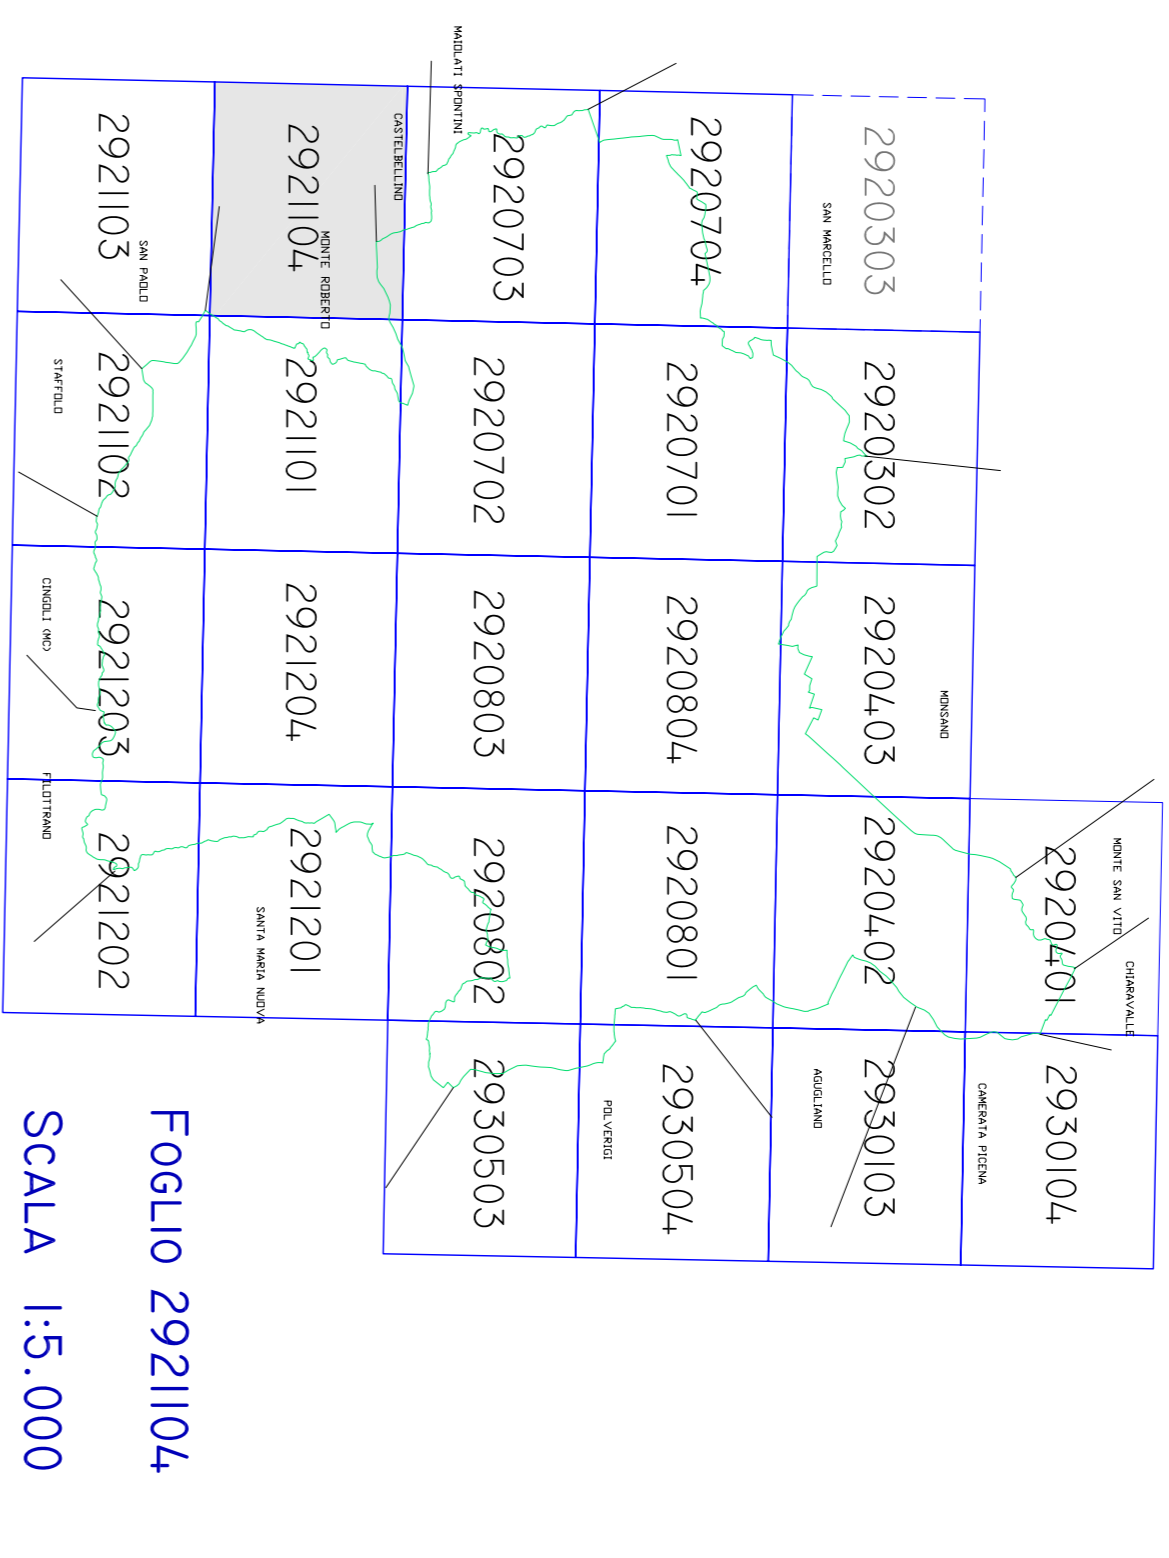 CHIARAVALLE
MONTE SAN VITO
2920401
2930104
CAMERATA PICENA
MONSANO
2920303
2920302
2920403
2920402
2930103
SAN MARCELLO
AGUGLIANO
2920704
2920701
2920804
2920801
2930504
POLVERIGI
2920703
2920702
2920803
2920802
2930503
MAIOLATI SPONTINI
CASTELBELLINO
MONTE ROBERTO
2921104
2921101
2921204
2921201
SANTA MARIA NUOVA
SAN PAOLO
2921103
2921102
2921203
2921202
STAFFOLO
CINGOLI (MC)
FILOTTRANO
FOGLIO 2921104
SCALA 1:5.000